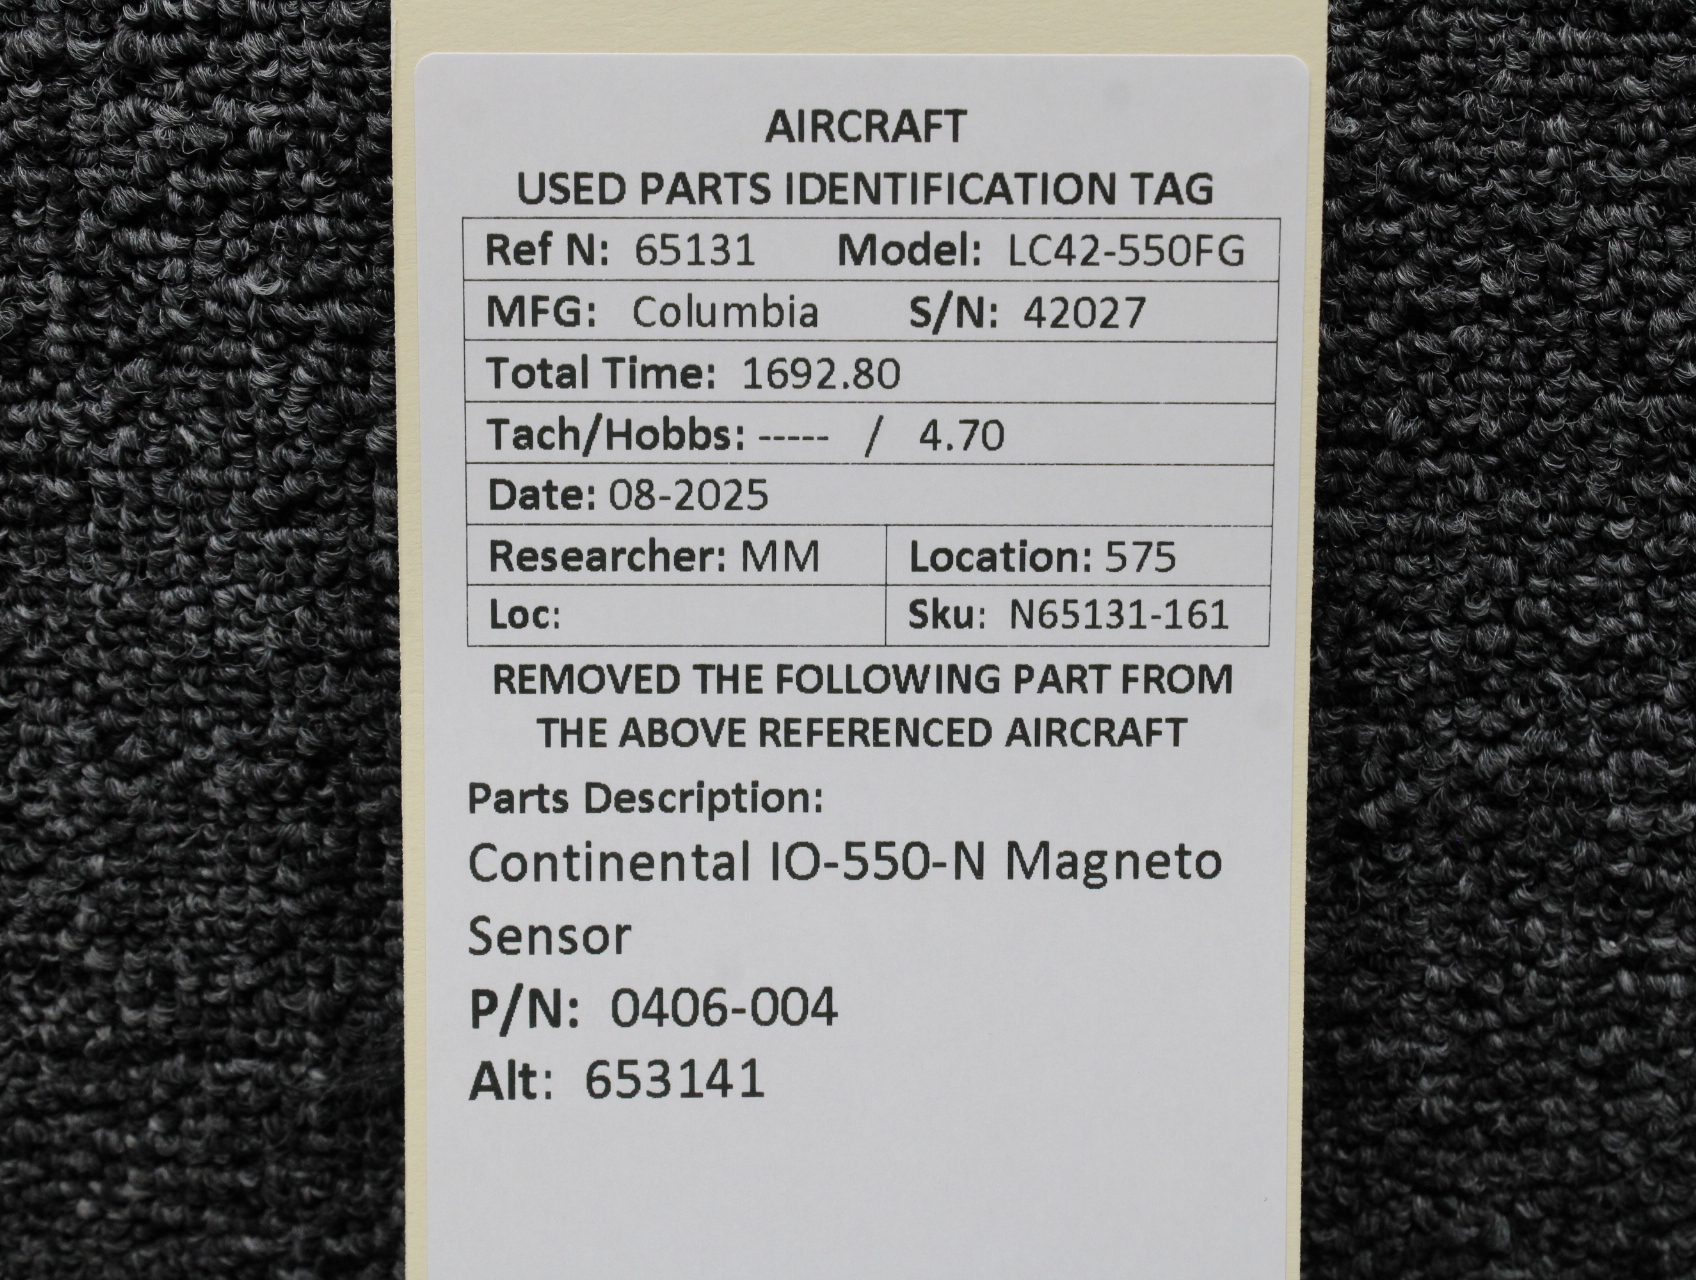 AIRCRAFT
USED PARTS IDENTIFICATION TAG
Ref N: 65131 Model: LC42-550FG
MFG: Columbia S/N: 42027
Total Time: 1692.80
Tach/Hobbs: ----- / 4.70
Date: 08-2025
Researcher: MM Location: 575
Loc: Sku: N65131-161
REMOVED THE FOLLOWING PART FROM
THE ABOVE REFERENCED AIRCRAFT
Parts Description:
Continental IO-550-N Magneto
Sensor
P/N: 0406-004
Alt: 653141